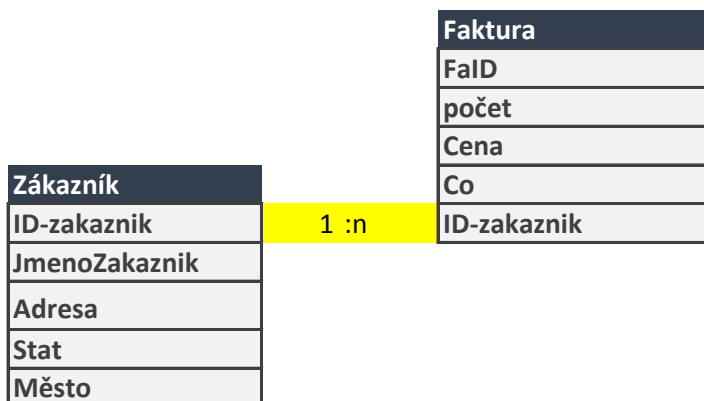 Faktura
FaID
počet
Cena
Co
ID-zakaznik
Zákazník
ID-zakaznik
1 :n
JmenoZakaznik
Adresa
Stat
Město